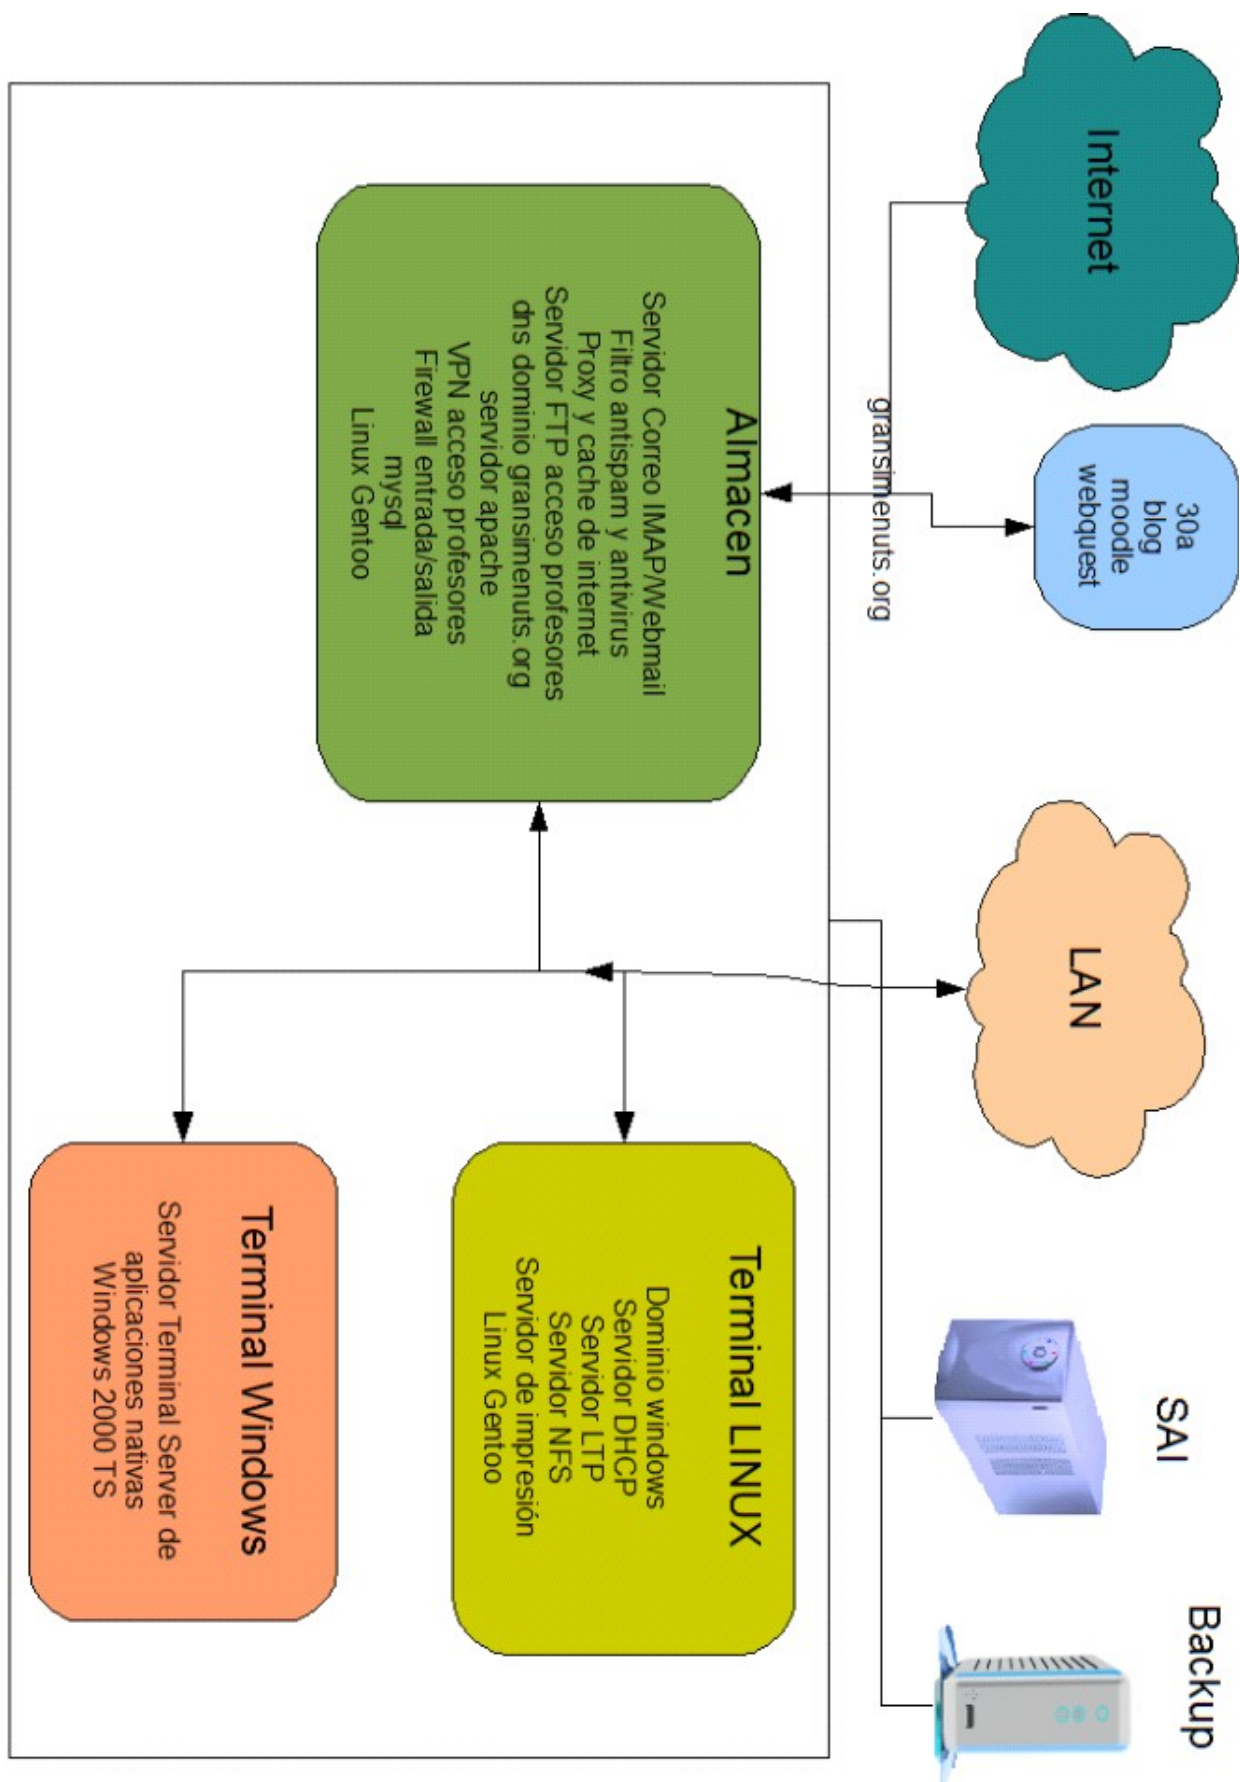 Internet
30a
blog
moodle
webquest
LAN
SAI
Backup
gransimenuts.org
Almacen
Servidor Correo IMAP/Webmail
Filtro antispam y antivirus
Proxy y cache de internet
Servidor FTP acceso profesores
dns dominio gransimenuts.org
servidor apache
VPN acceso profesores
Firewall entrada/salida
mysql
Linux Gentoo
Terminal LINUX
Dominio windows
Servidor DHCP
Servidor LTP
Servidor NFS
Servidor de impresión
Linux Gentoo
Terminal Windows
Servidor Terminal Server de
aplicaciones nativas
Windows 2000 TS